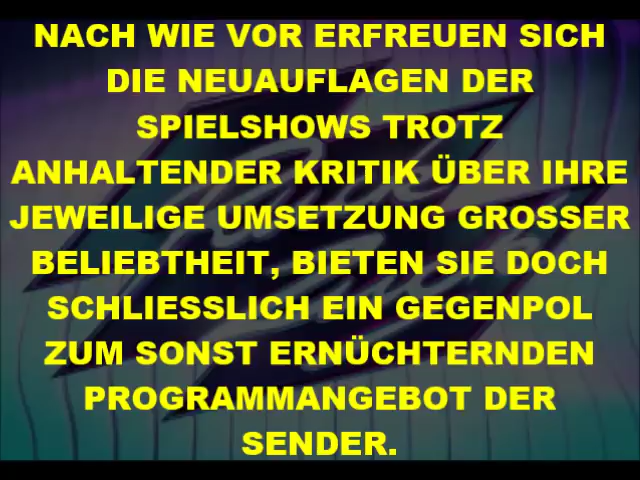 NACH WIE VOR ERFREUEN SICH
DIE NEUAUFLAGEN DER
SPIELSHOWS TROTZ
ANHALTENDER KRITIK ÜBER IHRE
JEWEILIGE UMSETZUNG GROSSER
BELIEBTHEIT, BIETEN SIE DOCH
SCHLIESSLICH EIN GEGENPOL
ZUM SONST ERNÜCHTERNDEN
PROGRAMMANGEBOT DER
SENDER.